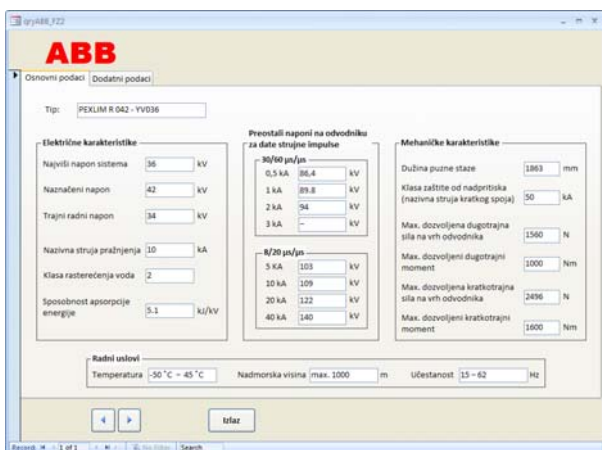 qryABB_FZ2
ABB
Osnovni podaci Dodatni podaci
Tip: PEXLIM R 042 - YV036
Električne karakteristike
Najviši napon sistema 36 kV
Naznačeni napon 42 kV
Trajni radni napon 34 kV
Nazivna struja pražnjenja 10 kA
Klasa rasterećenja voda 2
Sposobnost apsorpcije
energije 5.1 kJ/kV
Preostali naponi na odvodniku
za date strujne impulse
30/60 µs/µs
0,5 kA 86,4 kV
1 kA 89.8 kV
2 kA 94 kV
3 kA – kV
8/20 µs/µs
5 KA 103 kV
10 kA 109 kV
20 kA 122 kV
40 kA 140 kV
Mehaničke karakteristike
Dužina puzne staze 1863 mm
Klasa zaštite od nadpritiska
(nazivna struja kratkog spoja) 50 kA
Max. dozvoljena dugotrajna
sila na vrh odvodnika 1560 N
Max. dozvoljeni dugotrajni
moment 1000 Nm
Max. dozvoljena kratkotrajna
sila na vrh odvodnika 2496 N
Max. dozvoljeni kratkotrajni
moment 1600 Nm
Radni uslovi
Temperatura -50 °C – 45 °C Nadmorska visina max. 1000 m Učestanost 15 – 62 Hz
Izlaz
Record: 1 of 1 No Filter Search